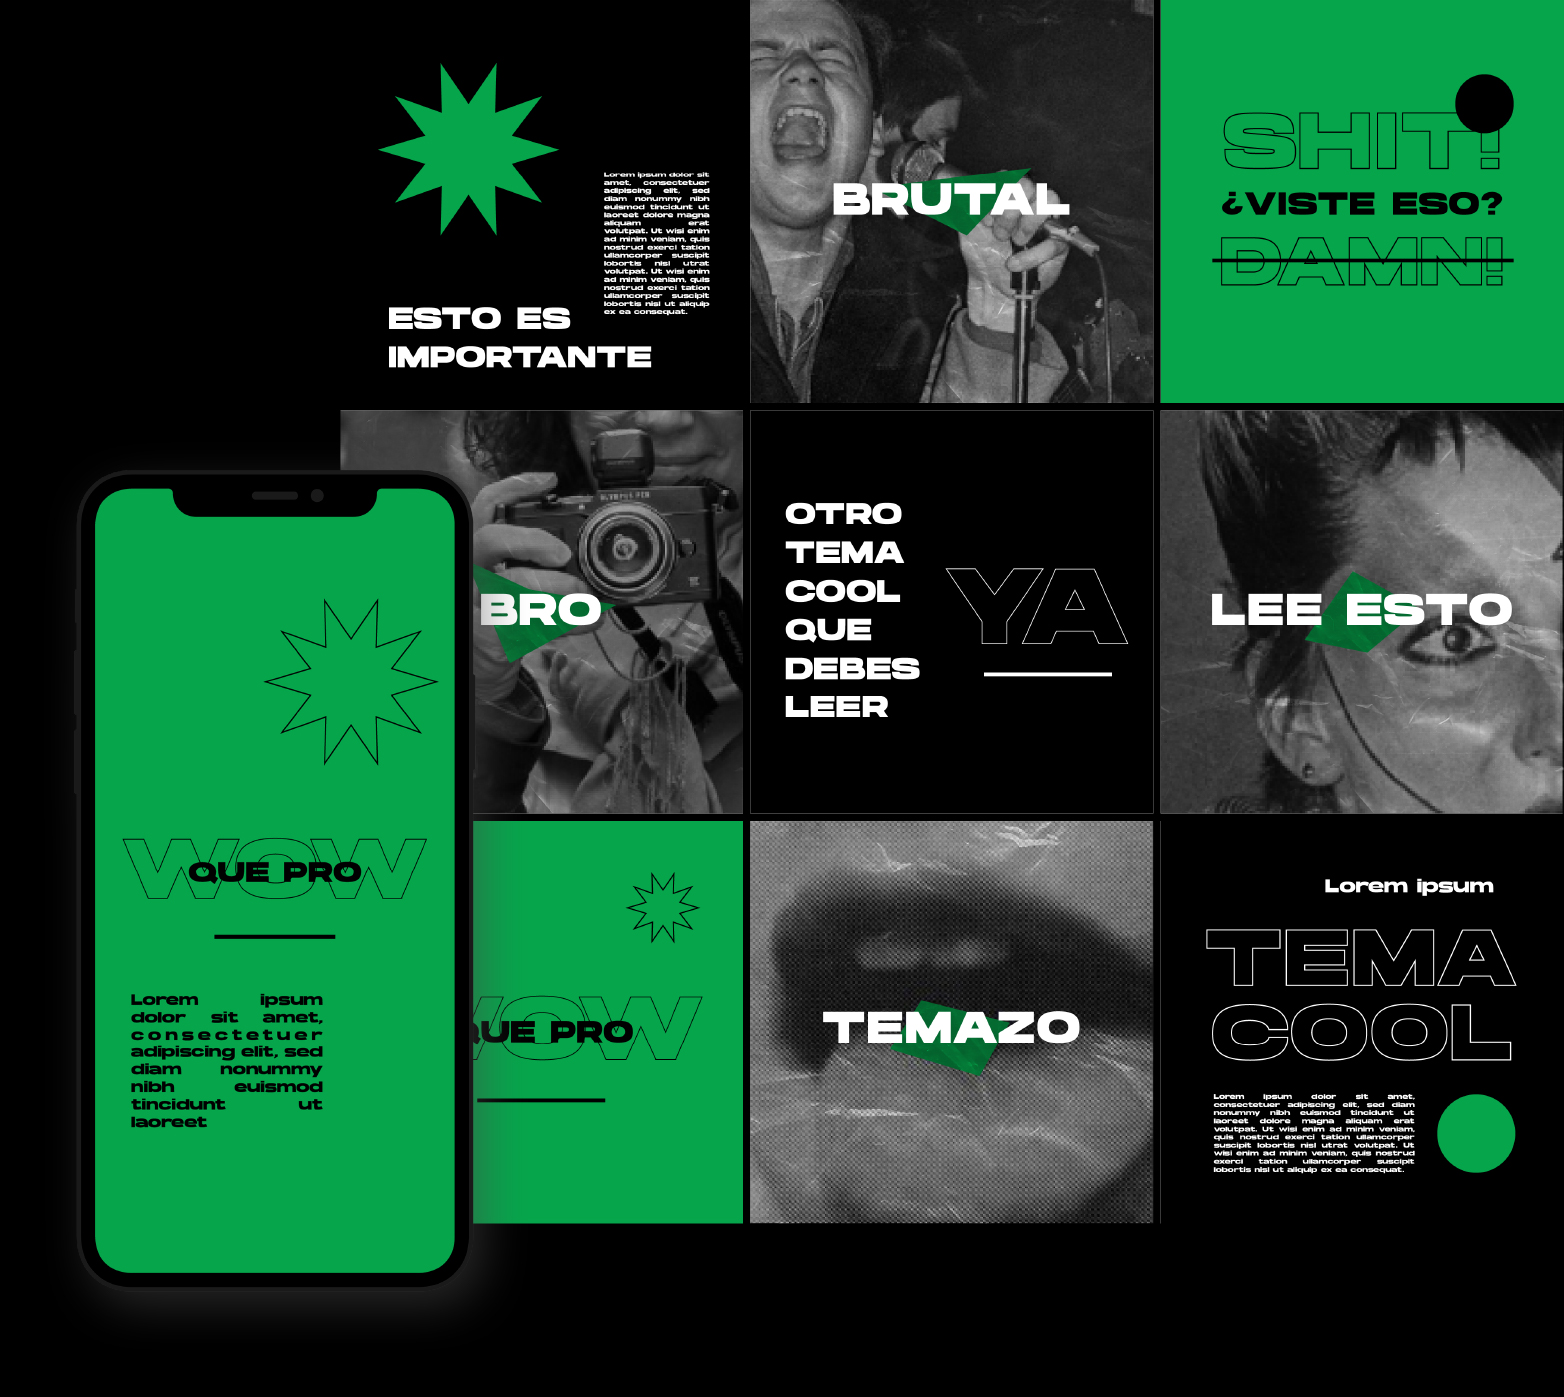 Lorem ipsum dolor sit
amet, consectetuer
adipiscing elit, sed
diam nonummy nibh
euismod tincidunt ut
laoreet dolore magna
aliquam erat
volutpat. Ut wisi enim
ad minim veniam, quis
nostrud exerci tation
ullamcorper suscipit
lobortis nisl utrat
volutpat. Ut wisi enim
ad minim veniam, quis
nostrud exerci tation
ullamcorper suscipit
lobortis nisl ut aliquip
ex ea consequat.
ESTO ES
IMPORTANTE
BRUTAL
SHIT!
¿VISTE ESO?
DAMN!
OLYMPUS PEN
BRO
OTRO
TEMA
COOL
QUE
DEBES
LEER
YA
LEE ESTO
WOW
QUE PRO
Lorem ipsum
dolor sit amet,
consectetuer
adipiscing elit, sed
diam nonummy
nibh euismod
tincidunt ut
laoreet
WOW
QUE PRO
TEMAZO
Lorem ipsum
TEMA
COOL
Lorem ipsum dolor sit amet,
consectetuer adipiscing elit, sed diam
nonummy nibh euismod tincidunt ut
laoreet dolore magna aliquam erat
volutpat. Ut wisi enim ad minim veniam,
quis nostrud exerci tation ullamcorper
suscipit lobortis nisl utrat volutpat. Ut
wisi enim ad minim veniam, quis nostrud
exerci tation ullamcorper suscipit
lobortis nisl ut aliquip ex ea consequat.